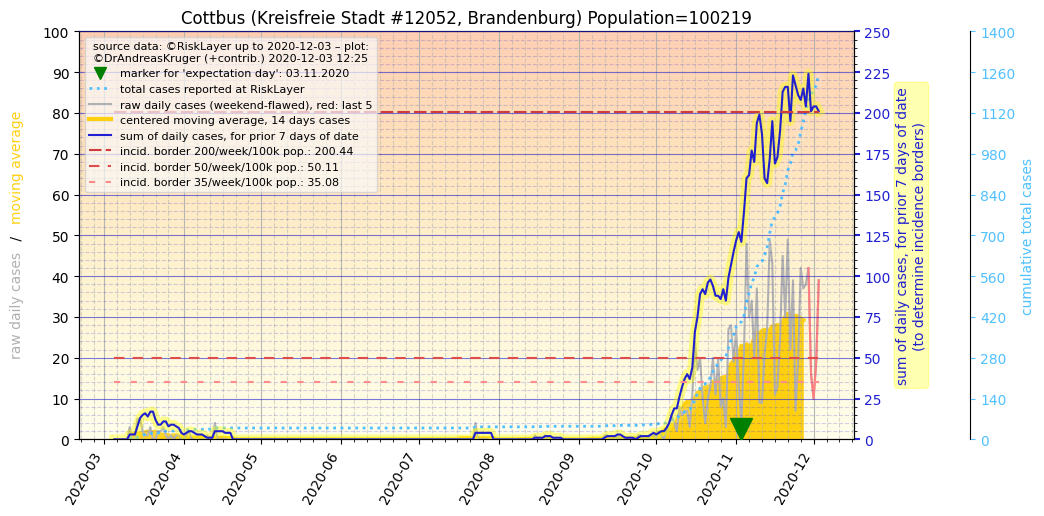 Cottbus (Kreisfreie Stadt #12052, Brandenburg) Population=100219
source data: ©RiskLayer up to 2020-12-03 – plot:
©DrAndreasKruger (+contrib.) 2020-12-03 12:25
marker for 'expectation day': 03.11.2020
total cases reported at RiskLayer
raw daily cases (weekend-flawed), red: last 5
centered moving average, 14 days cases
sum of daily cases, for prior 7 days of date
incid. border 200/week/100k pop.: 200.44
incid. border 50/week/100k pop.: 50.11
incid. border 35/week/100k pop.: 35.08
raw daily cases / moving average
100
90
80
70
60
50
40
30
20
10
0
2020-03
2020-04
2020-05
2020-06
2020-07
2020-08
2020-09
2020-10
2020-11
2020-12
250
225
200
175
150
125
100
75
50
25
0
sum of daily cases, for prior 7 days of date
(to determine incidence borders)
1400
1260
1120
980
840
700
560
420
280
140
0
cumulative total cases